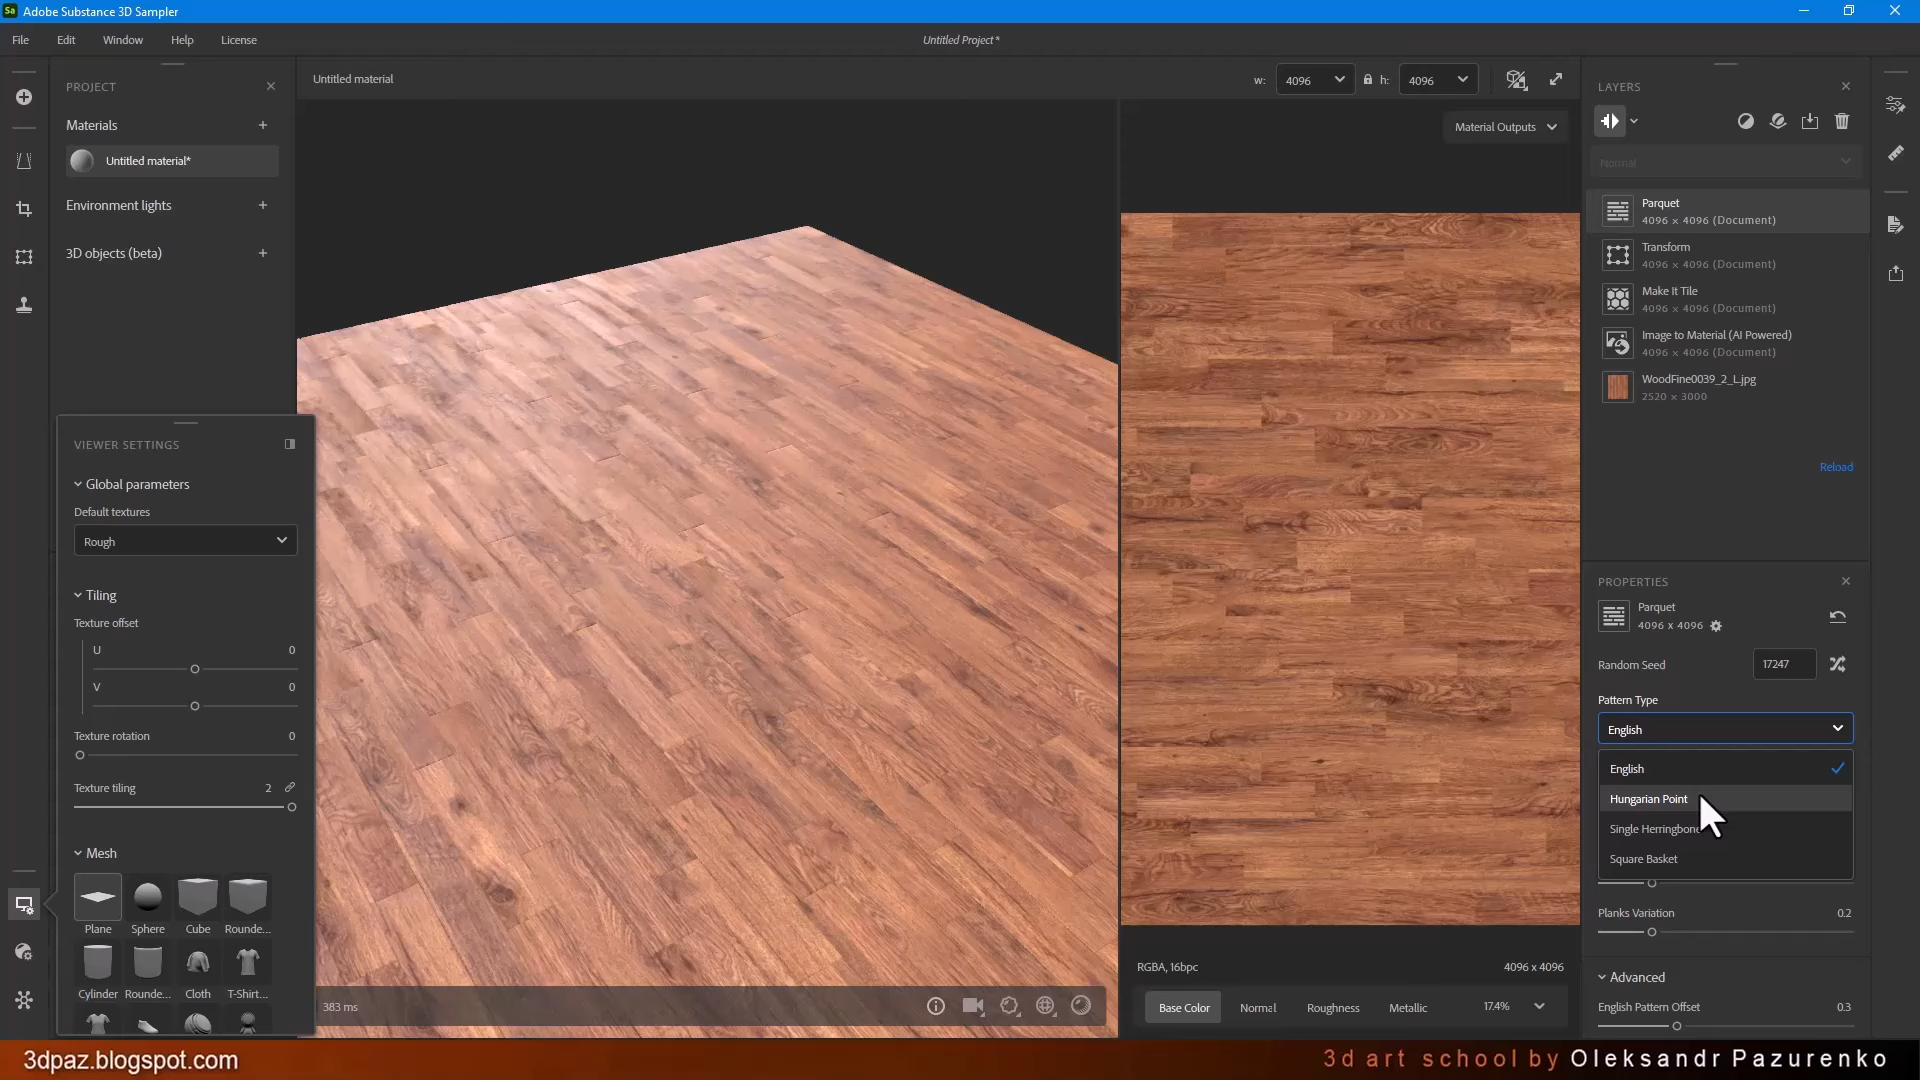 Sa Adobe Substance 3D Sampler
File Edit Window Help License
Untitled Project*
PROJECT
Materials
Untitled material*
Environment lights
3D objects (beta)
VIEWER SETTINGS
Global parameters
Default textures
Rough
Tiling
Texture offset
U 0
V 0
Texture rotation 0
Texture tiling 2
Mesh
Plane Sphere Cube Rounde...
Cylinder Rounde... Cloth T-Shirt...
Untitled material
w: 4096 h: 4096
Material Outputs
383 ms
RGBA, 16bpc 4096 x 4096
Base Color Normal Roughness Metallic 17.4%
LAYERS
Normal
Parquet
4096 × 4096 (Document)
Transform
4096 × 4096 (Document)
Make It Tile
4096 × 4096 (Document)
Image to Material (AI Powered)
4096 × 4096 (Document)
WoodFine0039_2_L.jpg
2520 × 3000
Reload
PROPERTIES
Parquet
4096 x 4096
Random Seed 17247
Pattern Type
English
English
Hungarian Point
Single Herringbone
Square Basket
Planks Variation 0.2
Advanced
English Pattern Offset 0.3
3dpaz.blogspot.com
3d art school by Oleksandr Pazurenko